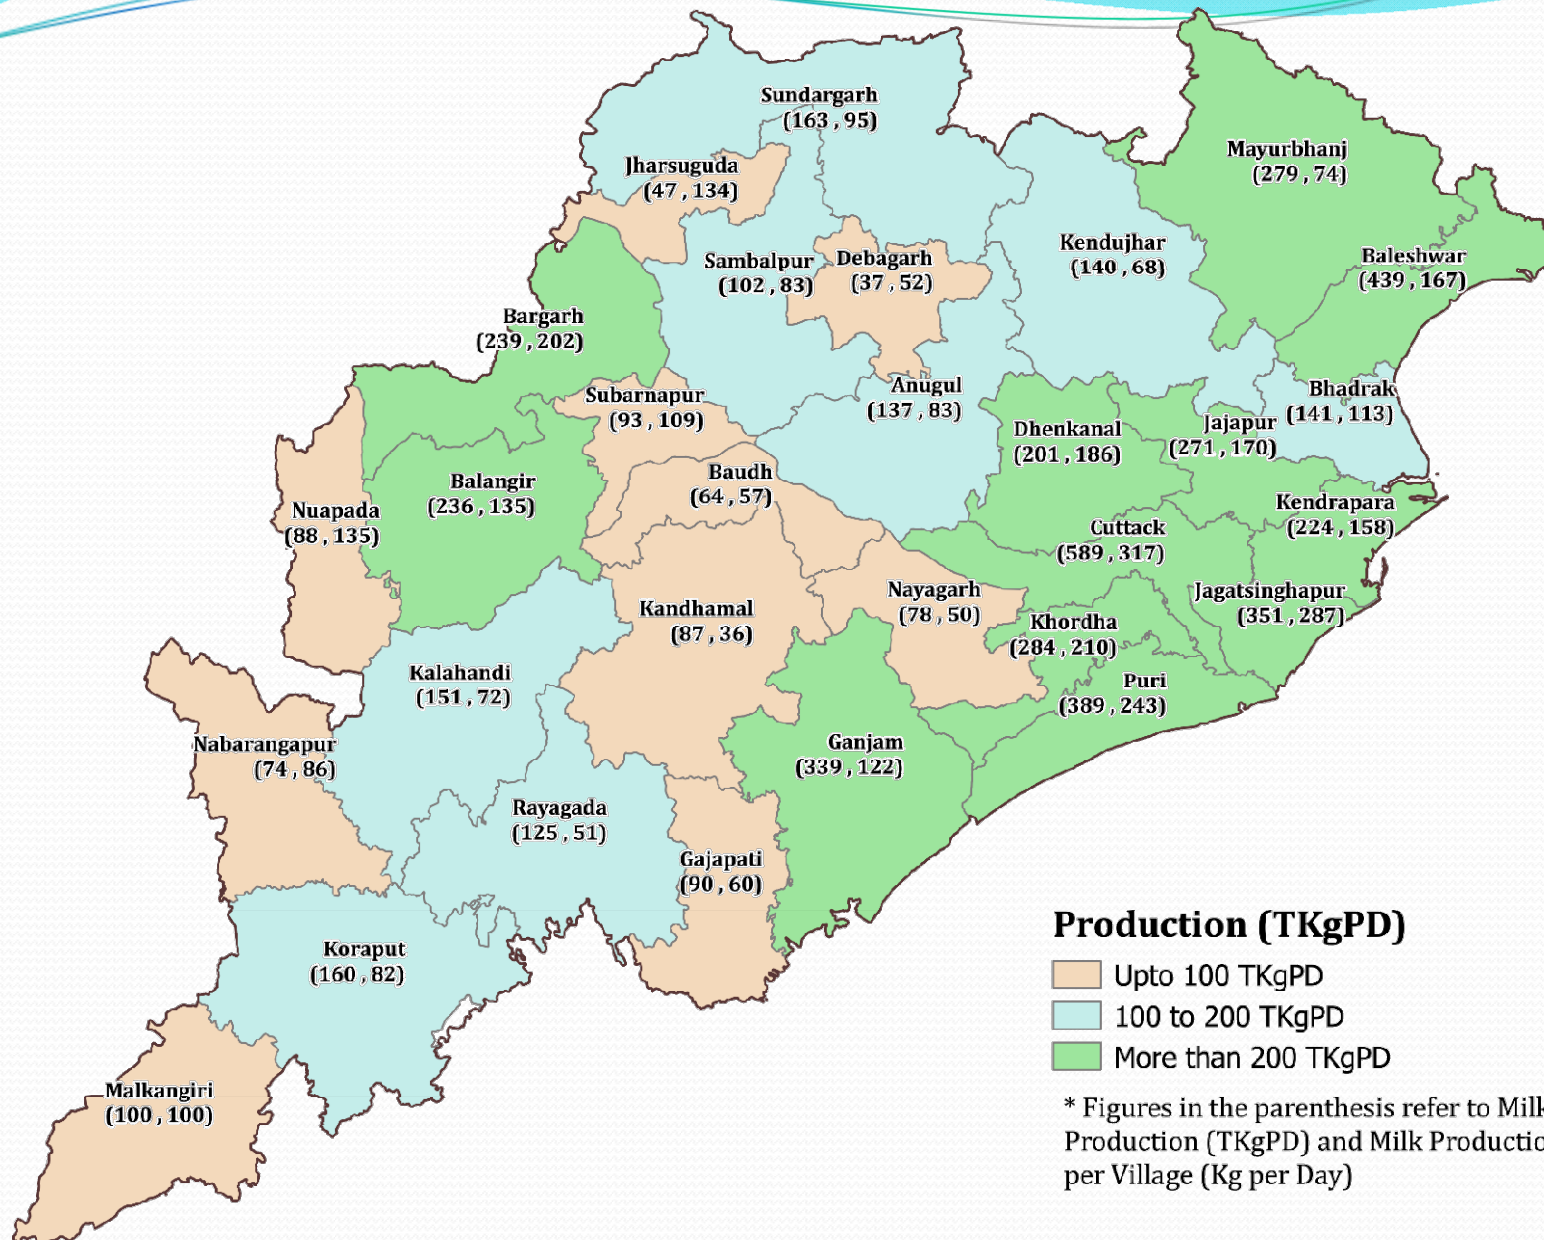 Sundargarh
(163 , 95)
Jharsuguda
(47 , 134)
Mayurbhanj
(279 , 74)
Kendujhar
(140 , 68)
Baleshwar
(439 , 167)
Sambalpur
(102 , 83)
Debagarh
(37 , 52)
Bargarh
(239 , 202)
Subarnapur
(93 , 109)
Anugul
(137 , 83)
Bhadrak
(141 , 113)
Dhenkanal
(201 , 186)
Jajapur
(271 , 170)
Baudh
(64 , 57)
Balangir
(236 , 135)
Nuapada
(88 , 135)
Kendrapara
(224 , 158)
Cuttack
(589 , 317)
Nayagarh
(78 , 50)
Jagatsinghapur
(351 , 287)
Kandhamal
(87 , 36)
Khordha
(284 , 210)
Kalahandi
(151 , 72)
Puri
(389 , 243)
Nabarangapur
(74 , 86)
Ganjam
(339 , 122)
Rayagada
(125 , 51)
Gajapati
(90 , 60)
Koraput
(160 , 82)
Malkangiri
(100 , 100)
Production (TKgPD)
Upto 100 TKgPD
100 to 200 TKgPD
More than 200 TKgPD
* Figures in the parenthesis refer to Milk
Production (TKgPD) and Milk Productio
per Village (Kg per Day)